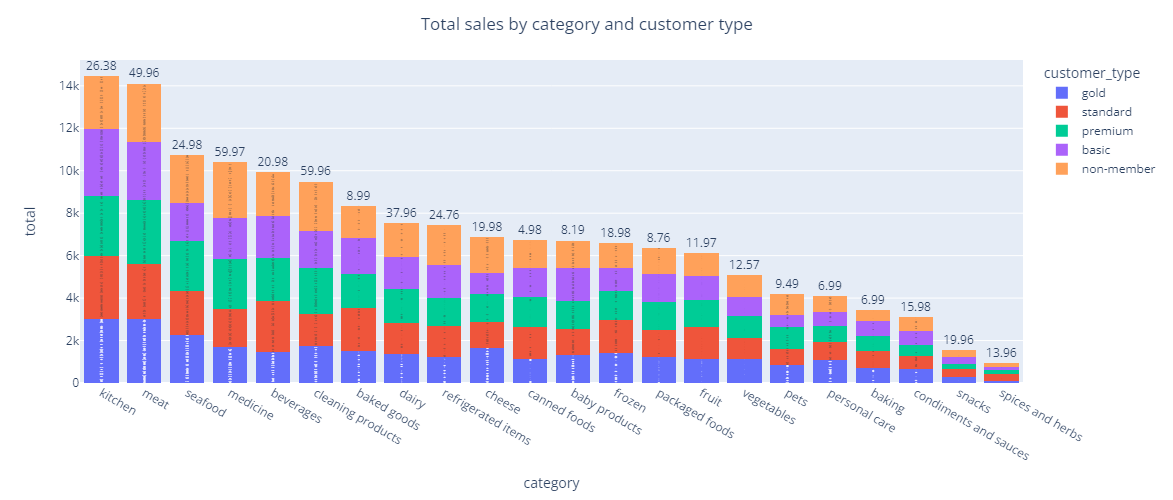 Total sales by category and customer type
26.38
49.96
24.98
59.97
20.98
59.96
8.99
37.96
24.76
19.98
4.98
8.19
18.98
8.76
11.97
12.57
9.49
6.99
6.99
15.98
19.96
13.96
customer_type
gold
standard
premium
basic
non-member
total
14k
12k
10k
8k
6k
4k
2k
0
kitchen
meat
seafood
medicine
beverages
cleaning products
baked goods
dairy
refrigerated items
cheese
canned foods
baby products
frozen
packaged foods
fruit
vegetables
pets
personal care
baking
condiments and sauces
snacks
spices and herbs
category